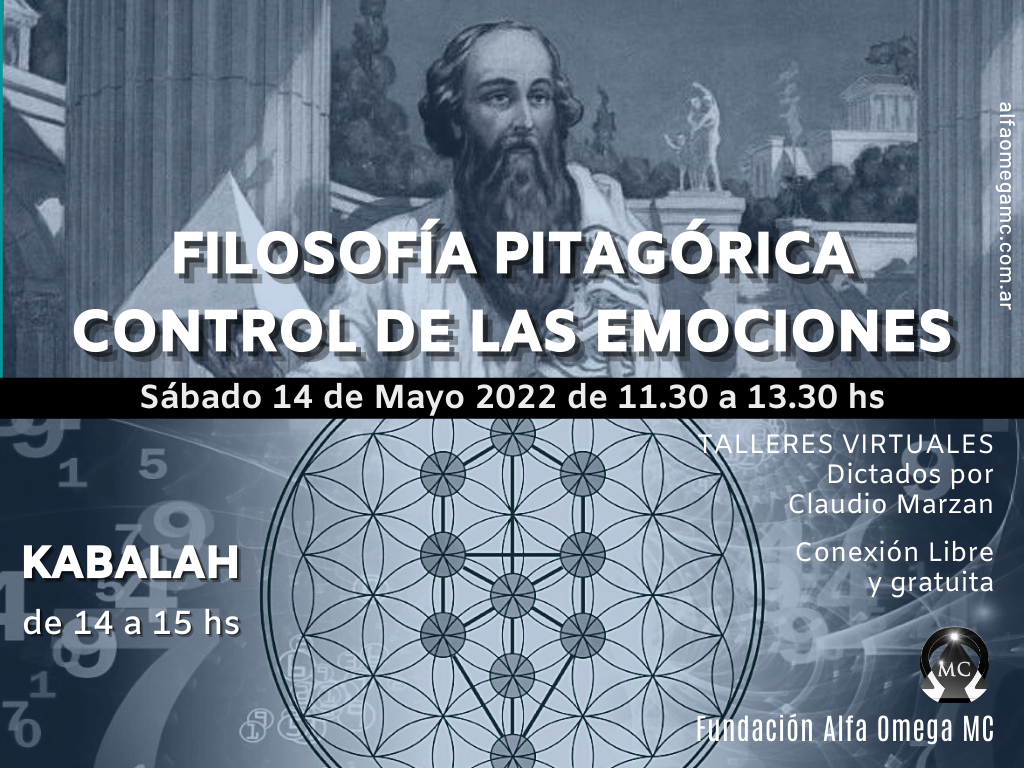 alfaomegamc.com.ar
FILOSOFÍA PITAGÓRICA
CONTROL DE LAS EMOCIONES
Sábado 14 de Mayo 2022 de 11.30 a 13.30 hs
TALLERES VIRTUALES
Dictados por
Claudio Marzan
Conexión Libre
y gratuita
KABALAH
de 14 a 15 hs
MC
Fundación Alfa Omega MC